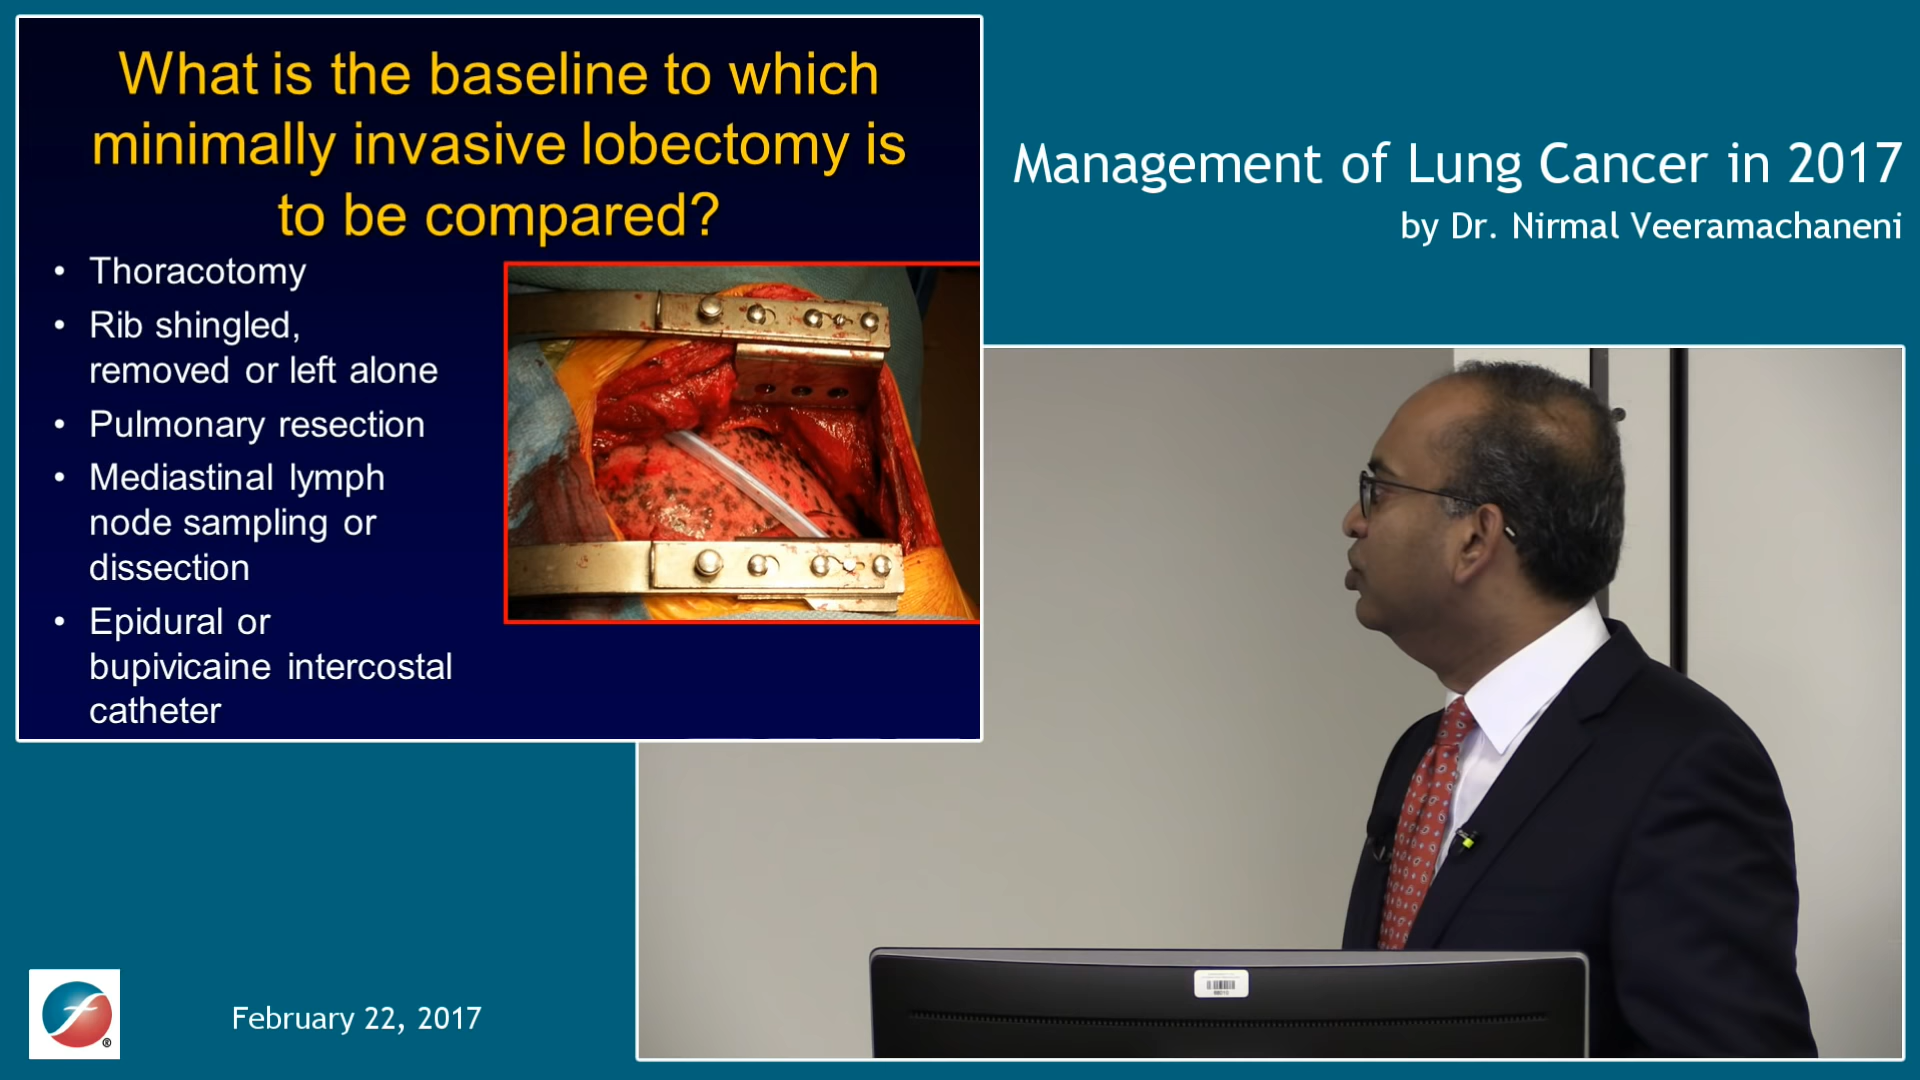 What is the baseline to which
minimally invasive lobectomy is
to be compared?
• Thoracotomy
• Rib shingled,
removed or left alone
• Pulmonary resection
• Mediastinal lymph
node sampling or
dissection
• Epidural or
bupivicaine intercostal
catheter
Management of Lung Cancer in 2017
by Dr. Nirmal Veeramachaneni
February 22, 2017
f
®